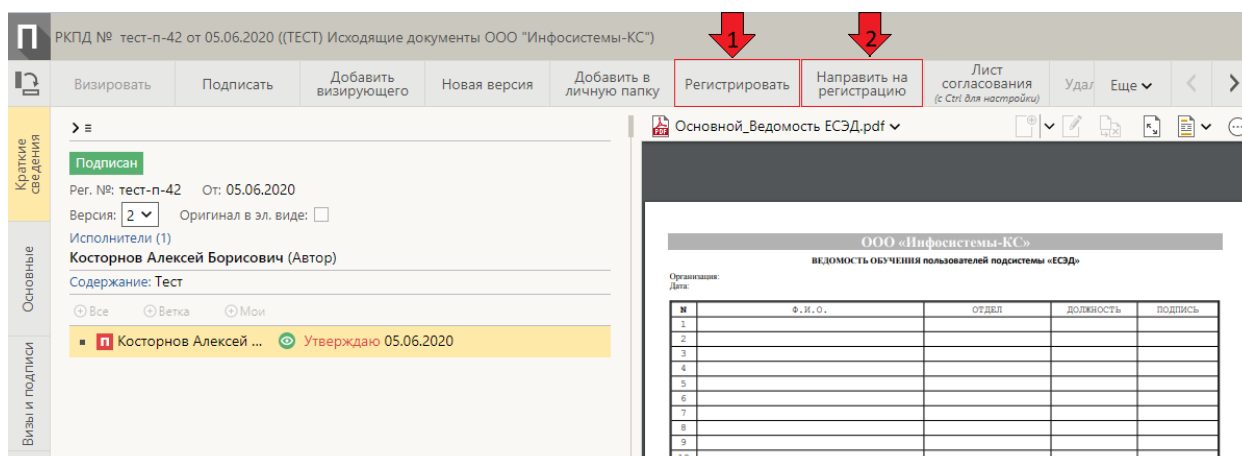 П
РКПД № тест-п-42 от 05.06.2020 ((ТЕСТ) Исходящие документы ООО "Инфосистемы-КС")
1
2
Визировать
Подписать
Добавить
визирующего
Новая версия
Добавить в
личную папку
Регистрировать
Направить на
регистрацию
Лист
согласования
(с Ctrl для настройки)
Удал
Еще
Краткие
сведения
Основные
Визы и подписи
Подписан
Рег. №: тест-п-42 От: 05.06.2020
Версия: 2 Оригинал в эл. виде:
Исполнители (1)
Косторнов Алексей Борисович (Автор)
Содержание: Тест
Все Ветка Мои
П Косторнов Алексей ... Утверждаю 05.06.2020
PDF Основной_Ведомость ЕСЭД.pdf
ООО «Инфосистемы-КС»
ВЕДОМОСТЬ ОБУЧЕНИЯ пользователей подсистемы «ЕСЭД»
Организация:
Дата:
N Ф.И.О. ОТДЕЛ ДОЛЖНОСТЬ ПОДПИСЬ
1
2
3
4
5
6
7
8
9